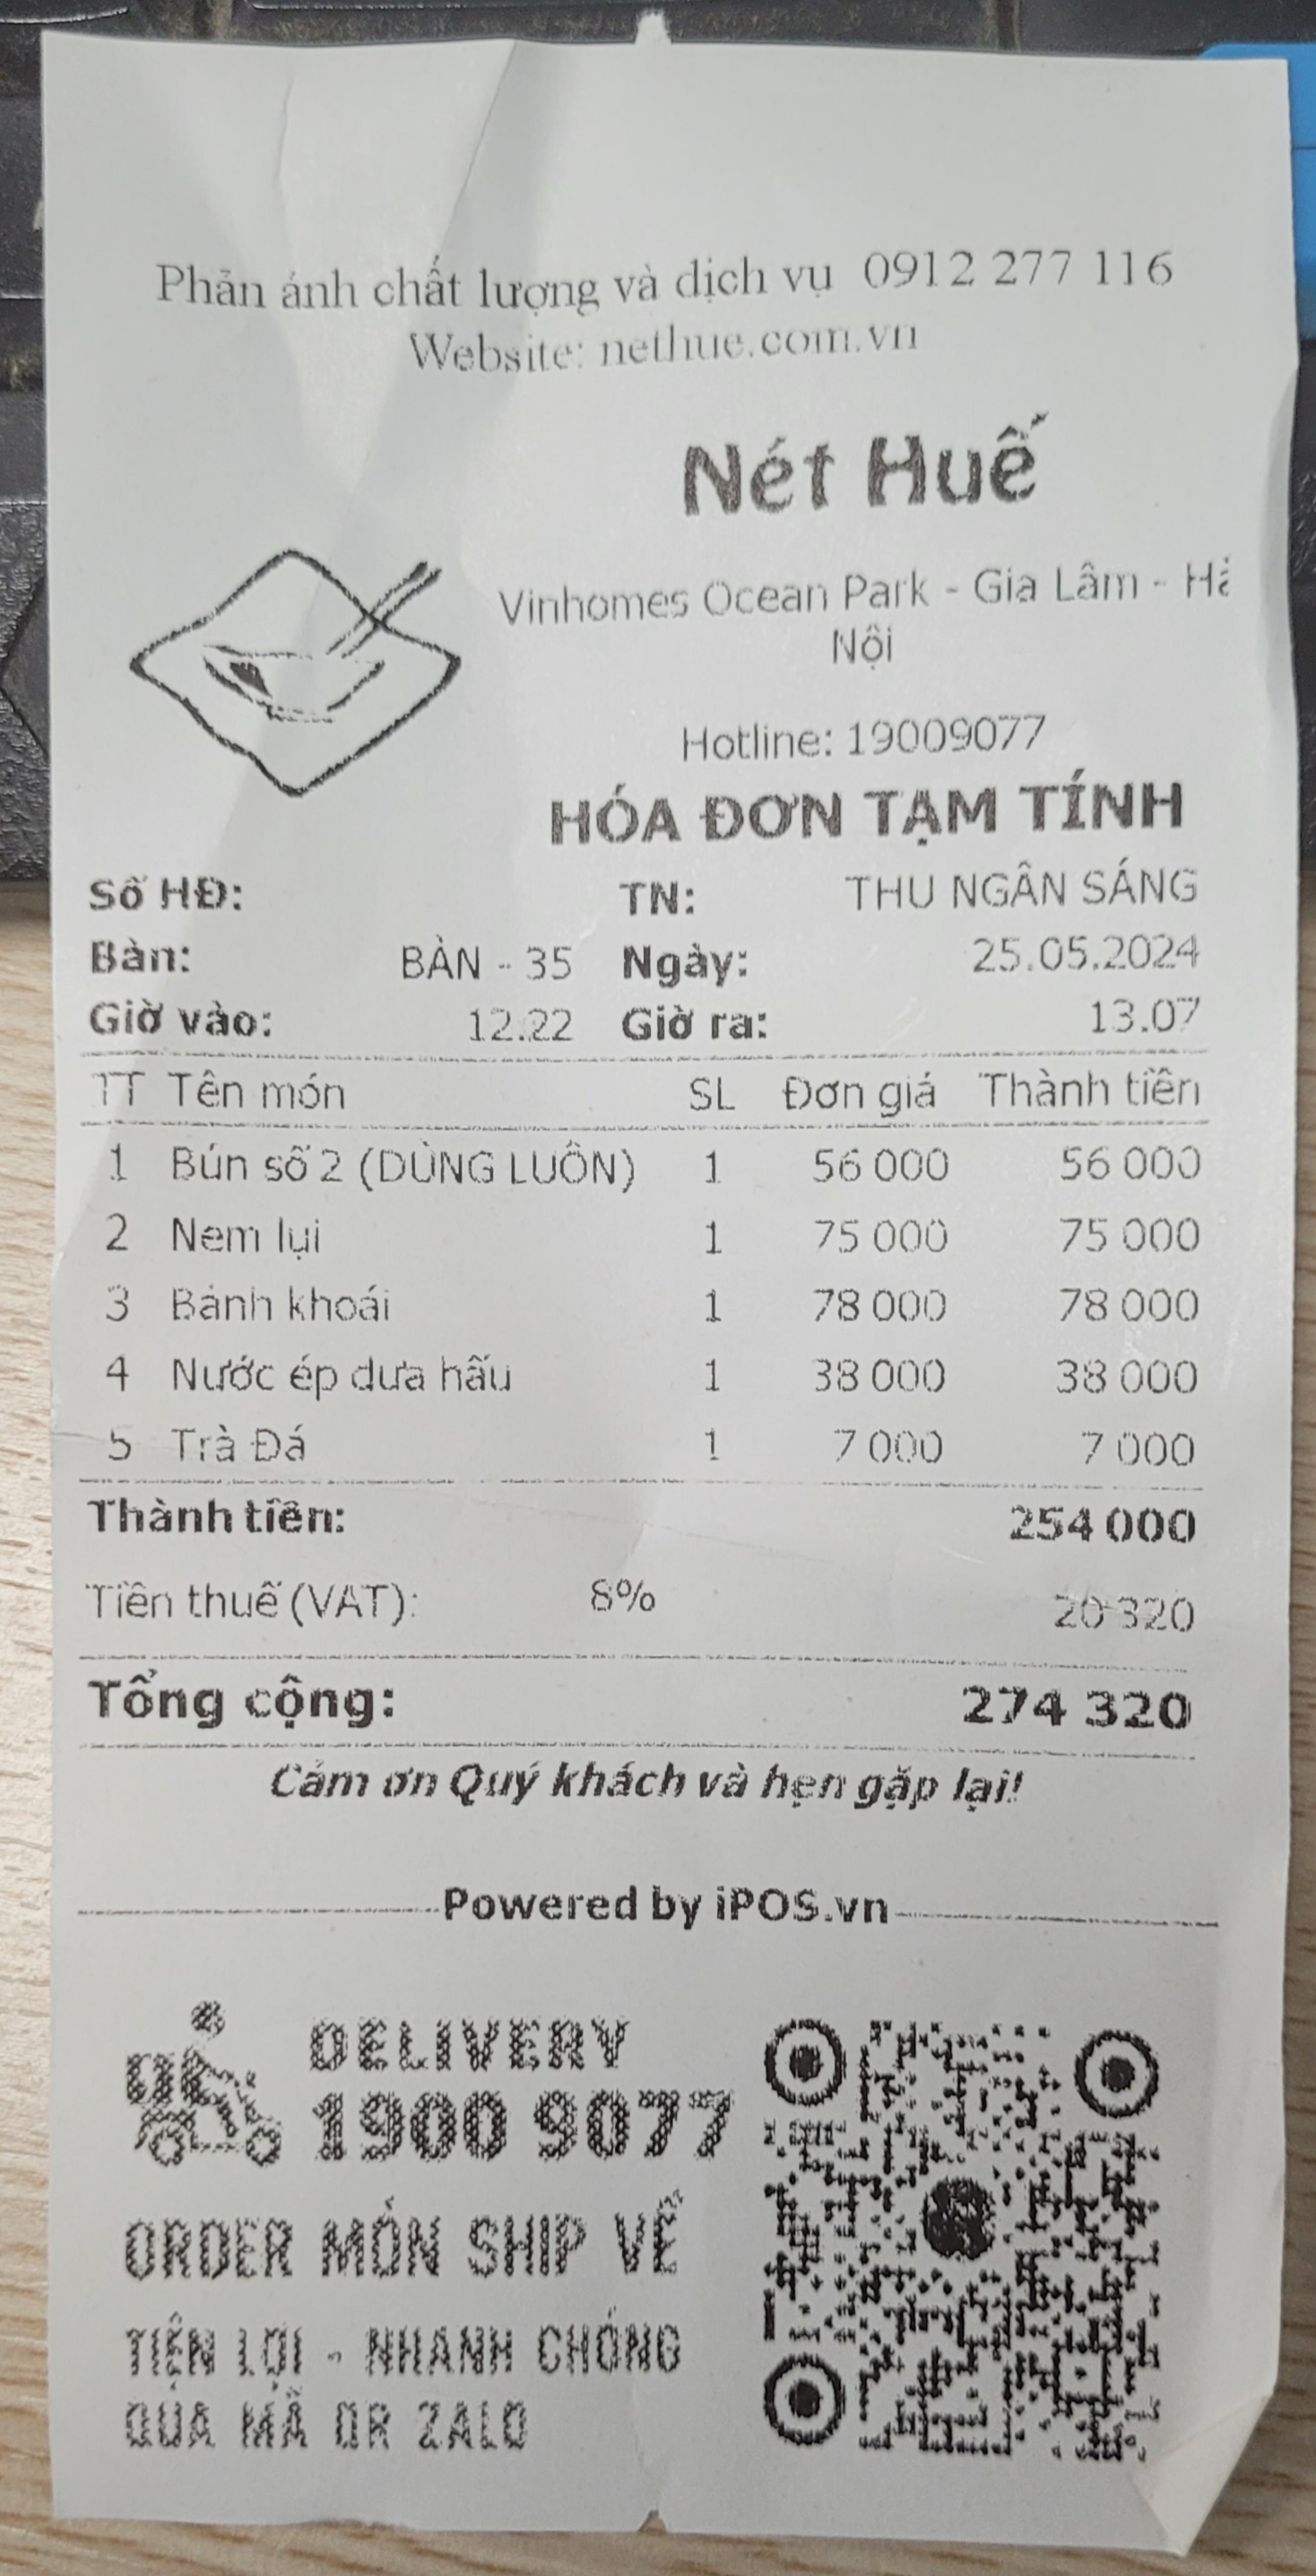 Phản ánh chất lượng và dịch vụ 0912 277 116
Website: nethue.com.vn
Nét Huế
Vinhomes Ocean Park - Gia Lâm - Hà
Nội
Hotline: 19009077
HÓA ĐƠN TẠM TÍNH
Số HĐ: TN: THU NGÂN SÁNG
Bàn: BÀN - 35 Ngày: 25.05.2024
Giờ vào: 12.22 Giờ ra: 13.07
TT Tên món SL Đơn giá Thành tiền
1 Bún số 2 (DÙNG LUÔN) 1 56 000 56 000
2 Nem lụi 1 75 000 75 000
3 Bánh khoái 1 78 000 78 000
4 Nước ép dưa hấu 1 38 000 38 000
5 Trà Đá 1 7 000 7 000
Thành tiền: 254 000
Tiền thuế (VAT): 8% 20 320
Tổng cộng: 274 320
Cảm ơn Quý khách và hẹn gặp lại!
Powered by iPOS.vn
DELIVERY
1900 9077
ORDER MÓN SHIP VỀ
TIỆN LỢI - NHANH CHÓNG
QUA MÃ QR ZALO